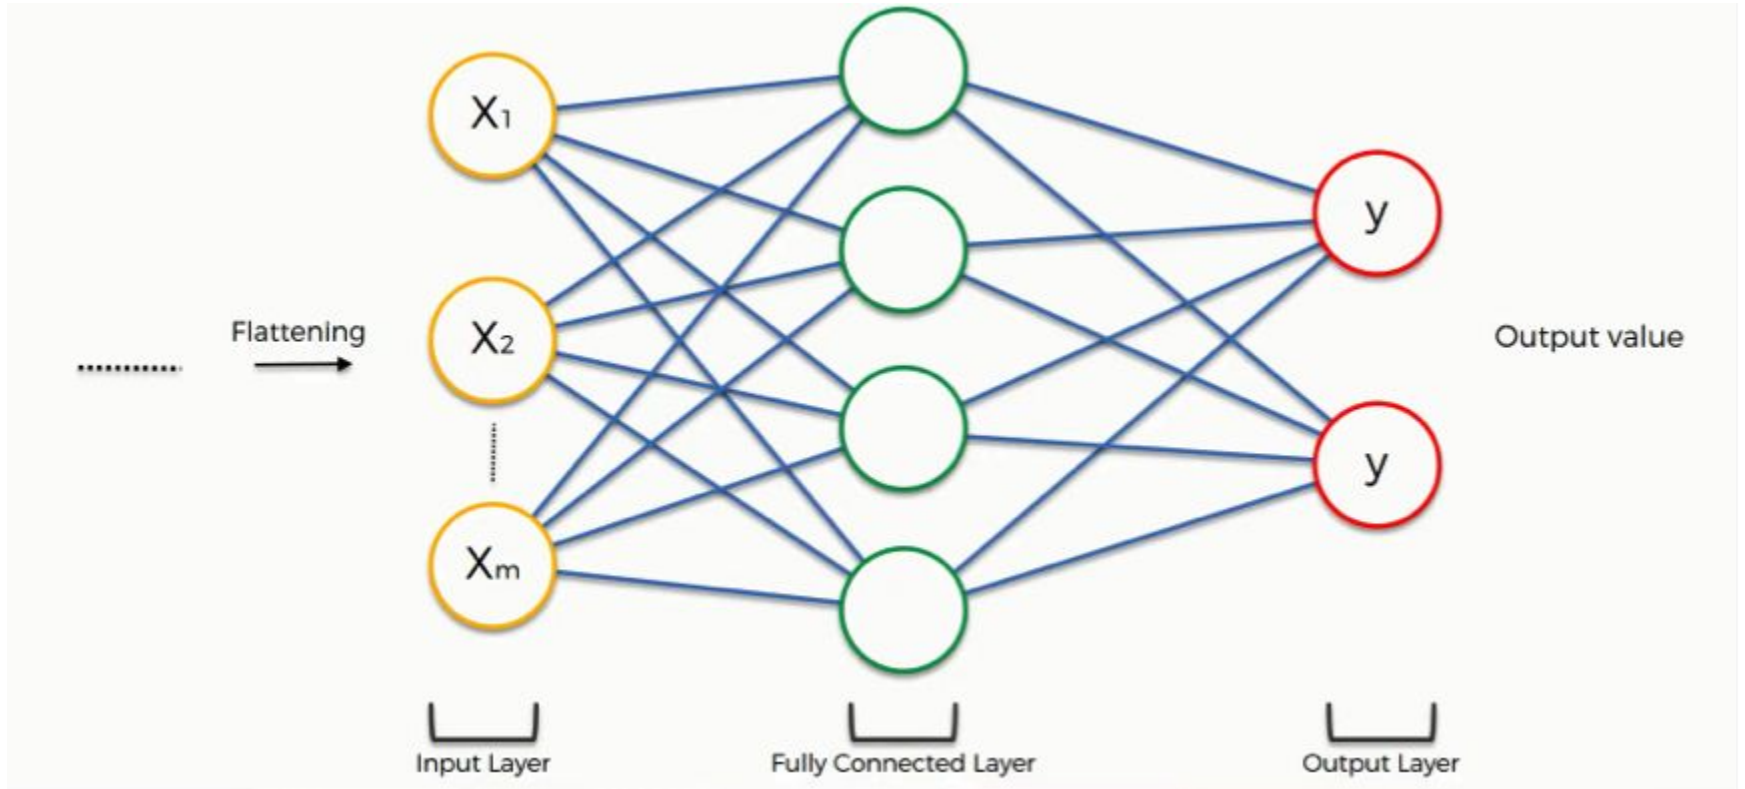 X₁
X₂
Xₘ
Flattening
y
y
Output value
Input Layer
Fully Connected Layer
Output Layer